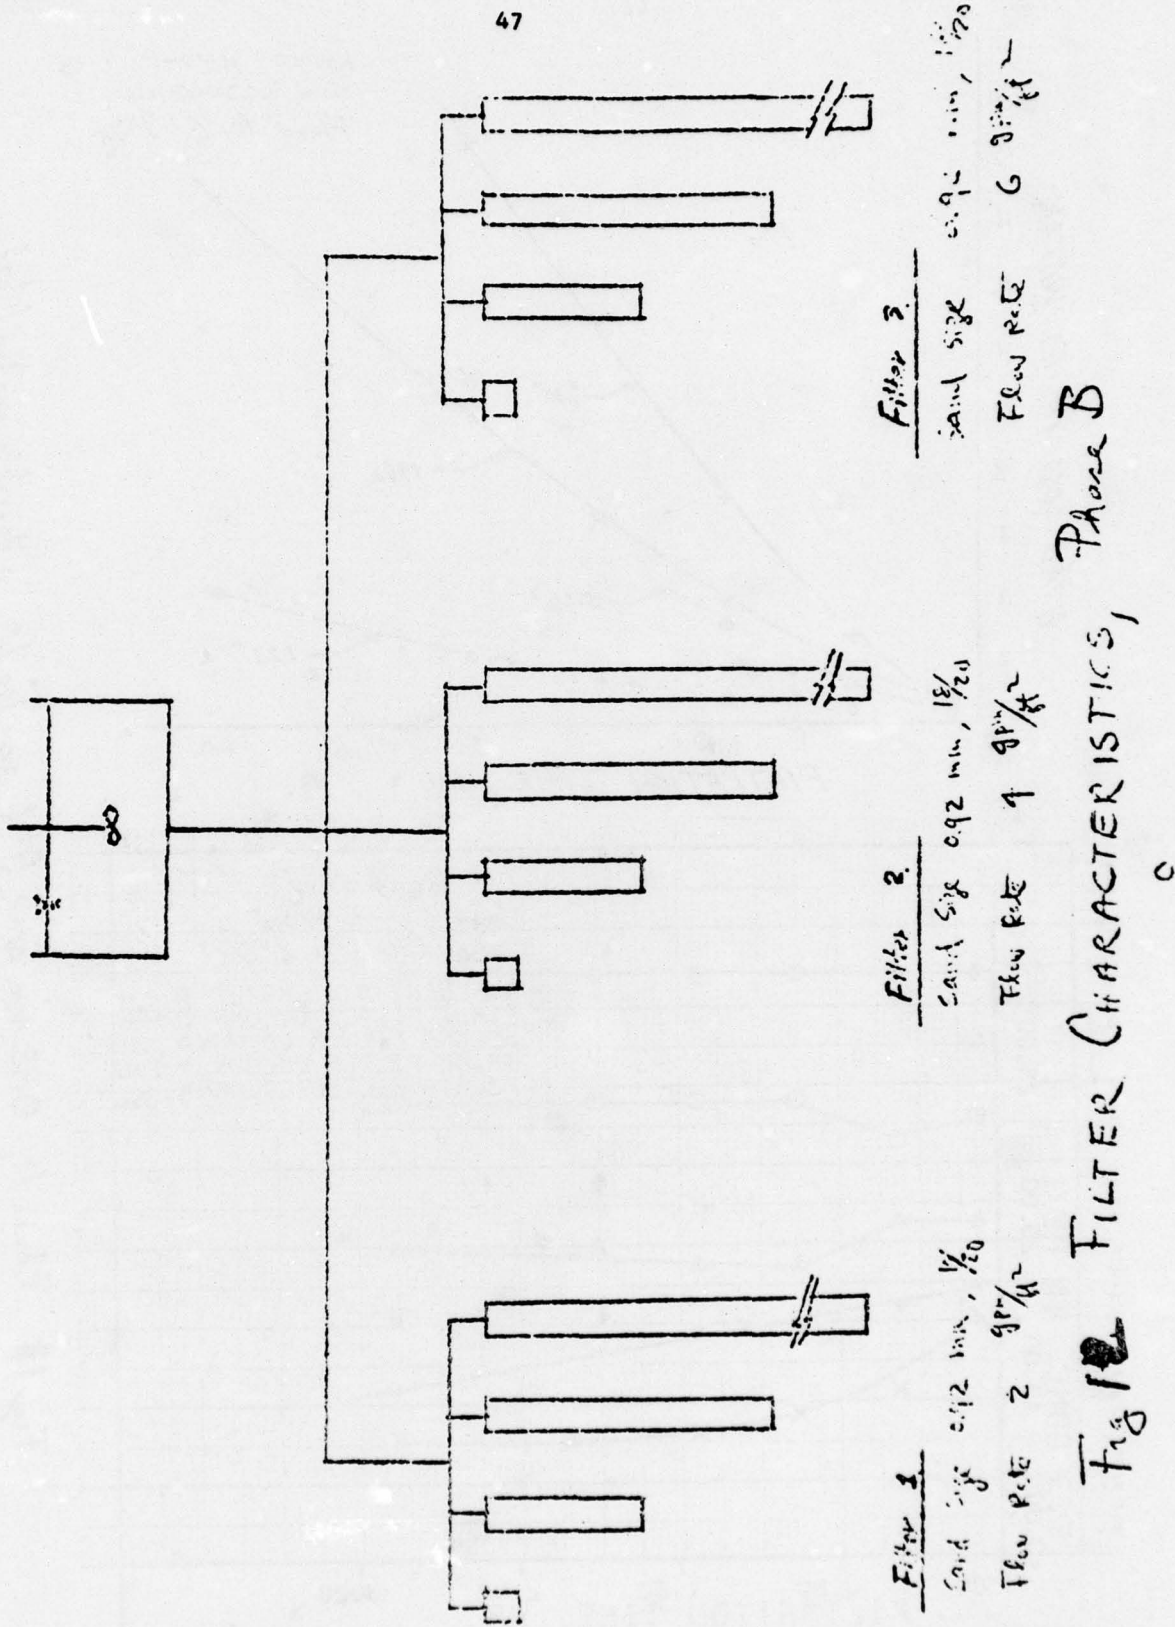 47
Filter 1
Sand Size 0.92 mm, 18/20
Flow Rate 2 gpm/ft2
Filter 2
Sand Size 0.92 mm, 18/20
Flow Rate 4 gpm/ft2
Filter 3
Sand Size 0.92 mm, 18/20
Flow Rate 6 gpm/ft2
Fig 12 FILTER CHARACTERISTICS, Phase B